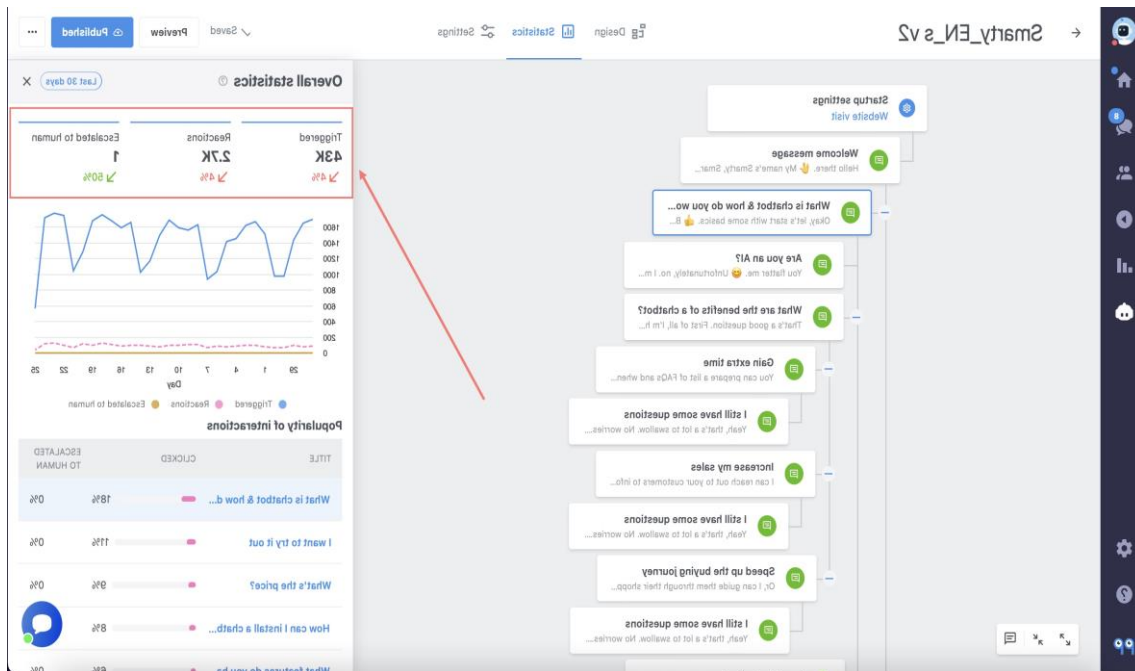 Smarty_EN_s v2
Design
Statistics
Settings
Saved
Preview
Published
8
Startup settings
Website visit
Welcome message
Hello there. 👋 My name's Smarty, Smar...
What is chatbot & how do you wo...
Okay, let's start with some basics. 👍 B...
Are you an AI?!
You flatter me. 😊 Unfortunately, no. I m...
What are the benefits of a chatbot?
That's a good question. First of all, I'm h...
Gain extra time
You can prepare a list of FAQs and when...
I still have some questions
Yeah, that's a lot to swallow. No worries....
Increase my sales
I can reach out to your customers to info...
I still have some questions
Yeah, that's a lot to swallow. No worries....
Speed up the buying journey
Or, I can guide them through their shopp...
I still have some questions
Yeah, that's a lot to swallow. No worries....
Overall statistics
Last 30 days
X
Triggered
Reactions
Escalated to human
43K
2.7K
1
4%
4%
50%
1600
1400
1200
1000
800
600
400
200
0
29 1 4 7 10 13 16 19 22 25
Day
Triggered
Reactions
Escalated to human
Popularity of interactions
TITLE
CLICKED
ESCALATED
TO HUMAN
What is chatbot & how d... 18% 0%
I want to try it out 11% 0%
What's the price? 9% 0%
How can I install a chatb... 8%
What features do you ha... 6% 0%